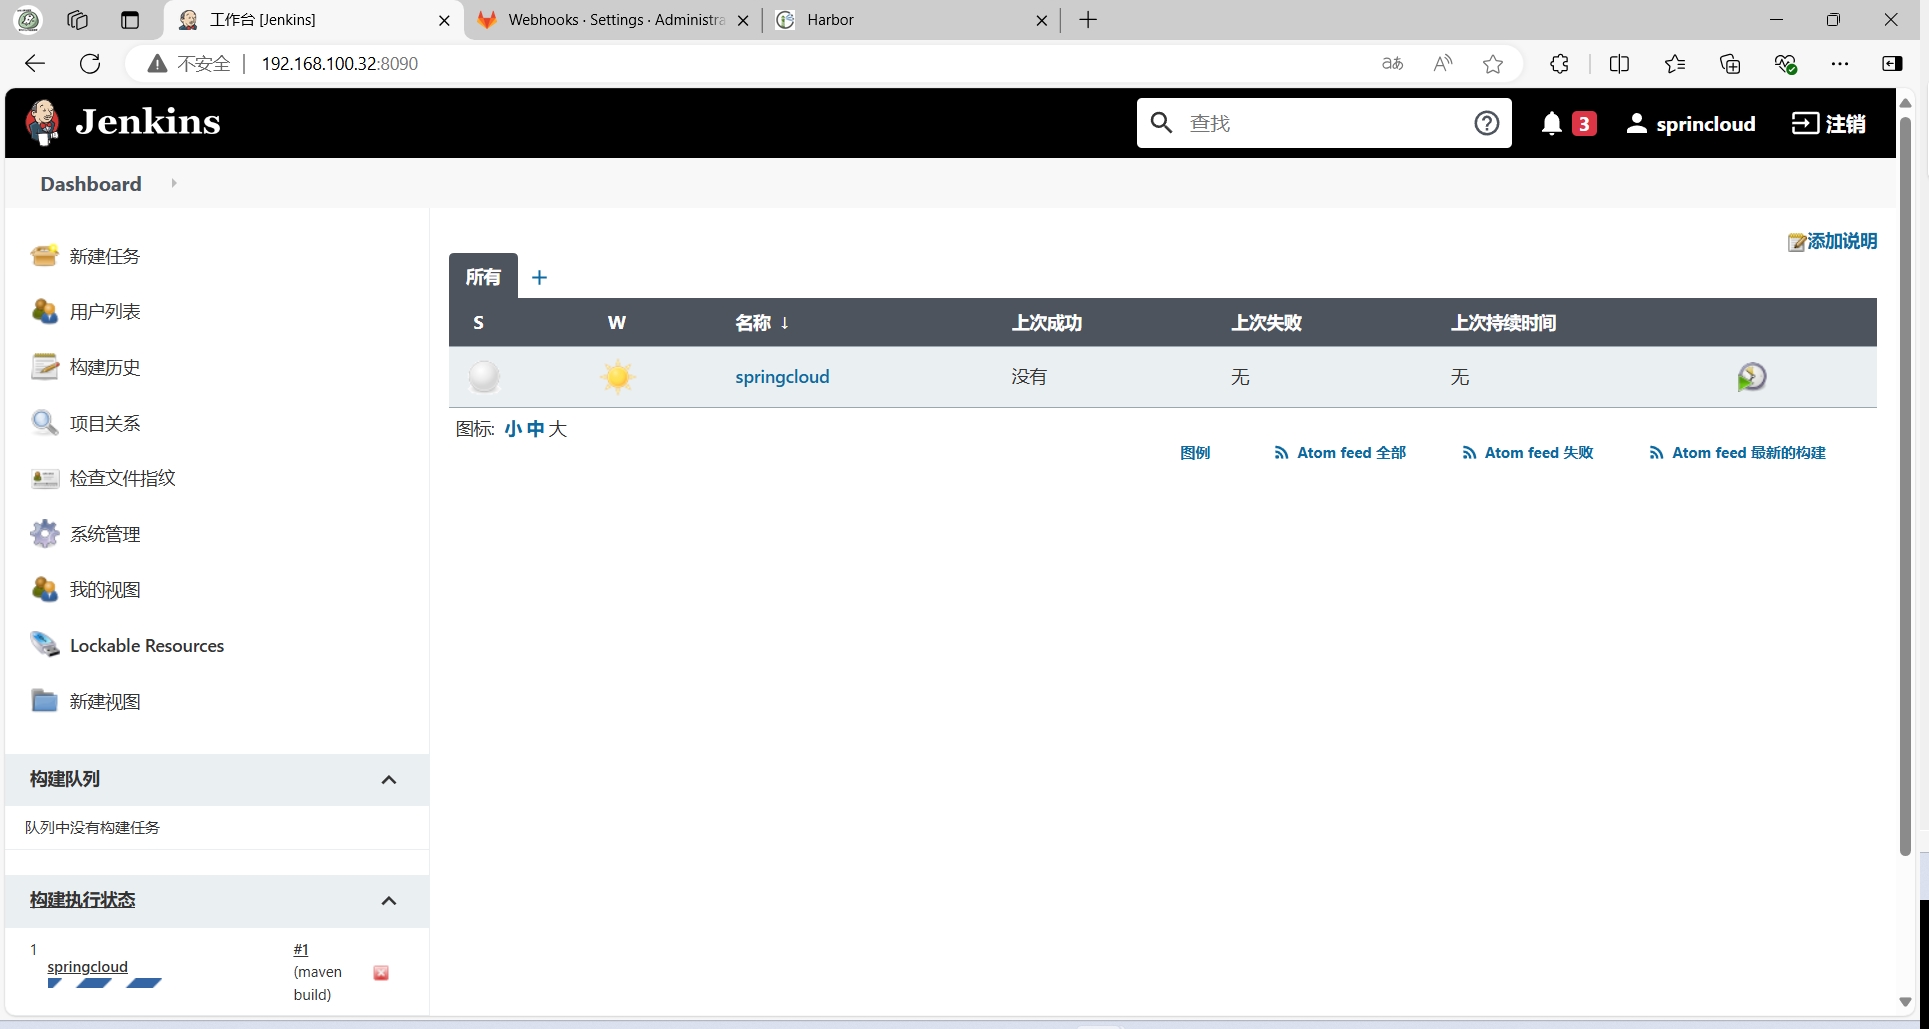 工作台 [Jenkins]
Webhooks · Settings · Administra
Harbor
不安全
192.168.100.32:8090
Jenkins
查找
3
sprincloud
注销
Dashboard
新建任务
用户列表
构建历史
项目关系
检查文件指纹
系统管理
我的视图
Lockable Resources
新建视图
构建队列
队列中没有构建任务
构建执行状态
1
springcloud
#1
(maven
build)
添加说明
所有
+
S W 名称 ↓ 上次成功 上次失败 上次持续时间
springcloud 没有 无 无
图标: 小 中 大
图例 Atom feed 全部 Atom feed 失败 Atom feed 最新的构建